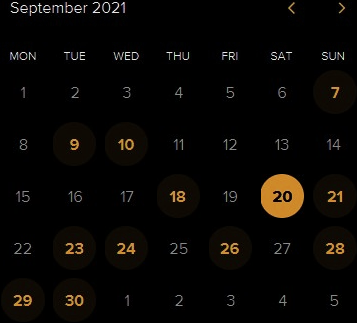 September 2021
MON TUE WED THU FRI SAT SUN
1 2 3 4 5 6 7
8 9 10 11 12 13 14
15 16 17 18 19 20 21
22 23 24 25 26 27 28
29 30 1 2 3 4 5